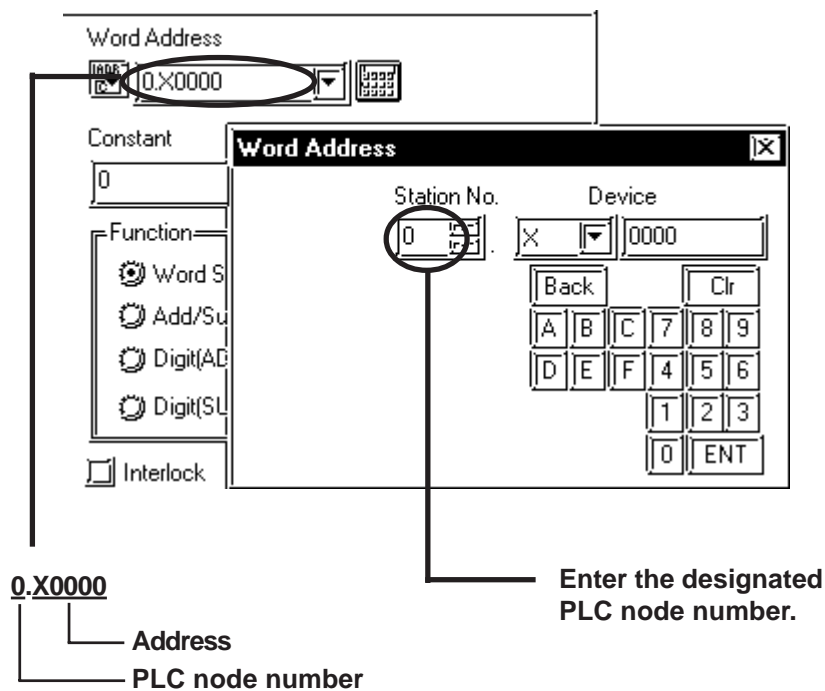 Word Address
0.X0000
Constant
0
Word Address
Station No. Device
0 . X 0000
Function
Word S
Add/Su
Digit(AD
Digit(SU
Interlock
Back Clr
A B C 7 8 9
D E F 4 5 6
1 2 3
0 ENT
0.X0000
Address
PLC node number
Enter the designated
PLC node number.